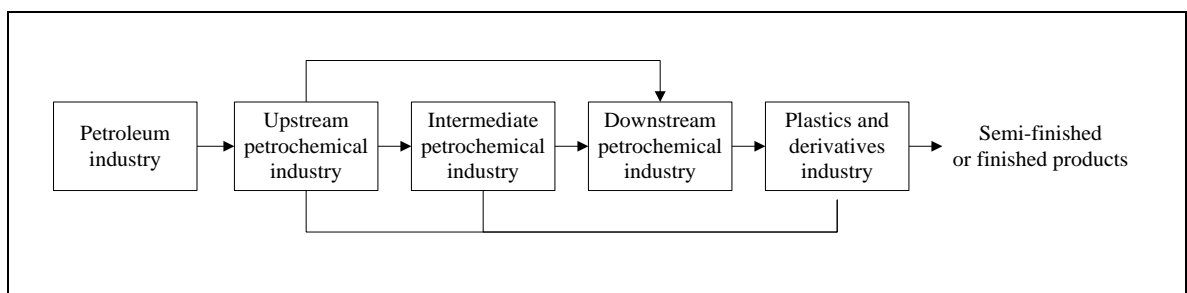 Petroleum
industry
Upstream
petrochemical
industry
Intermediate
petrochemical
industry
Downstream
petrochemical
industry
Plastics and
derivatives
industry
Semi-finished
or finished products